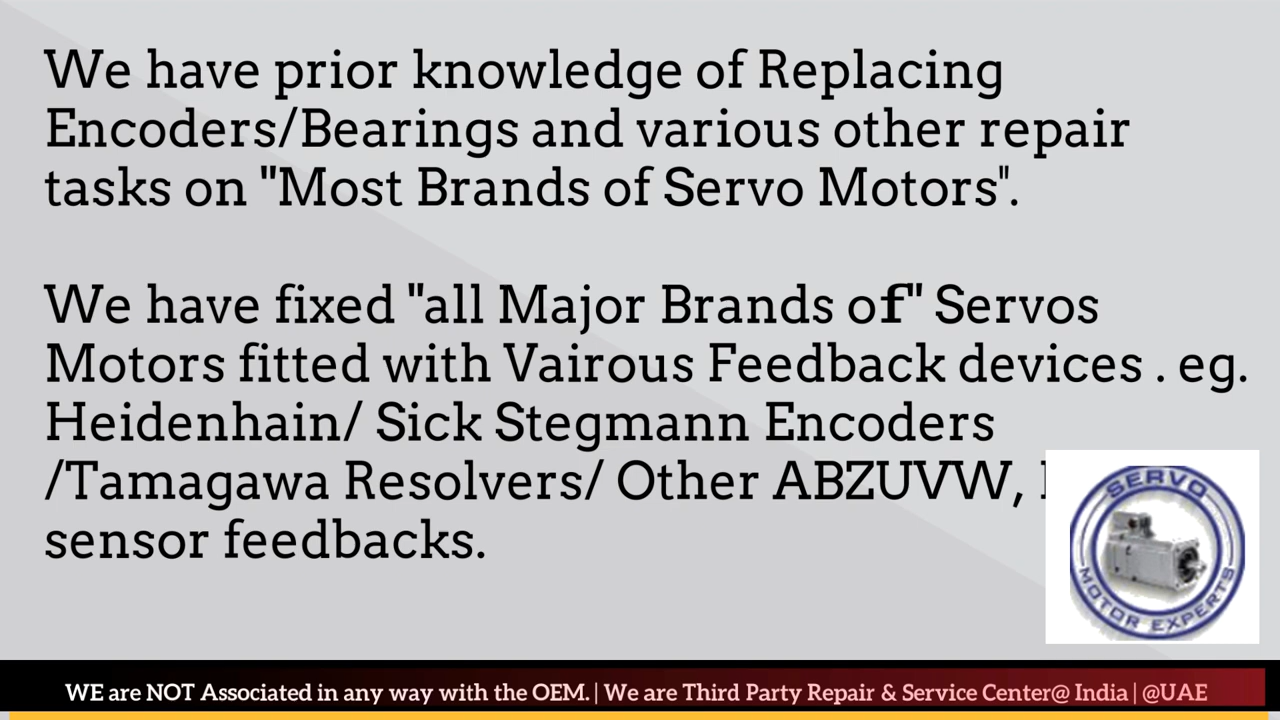 We have prior knowledge of Replacing
Encoders/Bearings and various other repair
tasks on "Most Brands of Servo Motors".
We have fixed "all Major Brands of" Servos
Motors fitted with Vairous Feedback devices . eg.
Heidenhain/ Sick Stegmann Encoders
/Tamagawa Resolvers/ Other ABZUVW,
sensor feedbacks.
SERVO
MOTOR EXPERTS
WE are NOT Associated in any way with the OEM. | We are Third Party Repair & Service Center@ India | @UAE